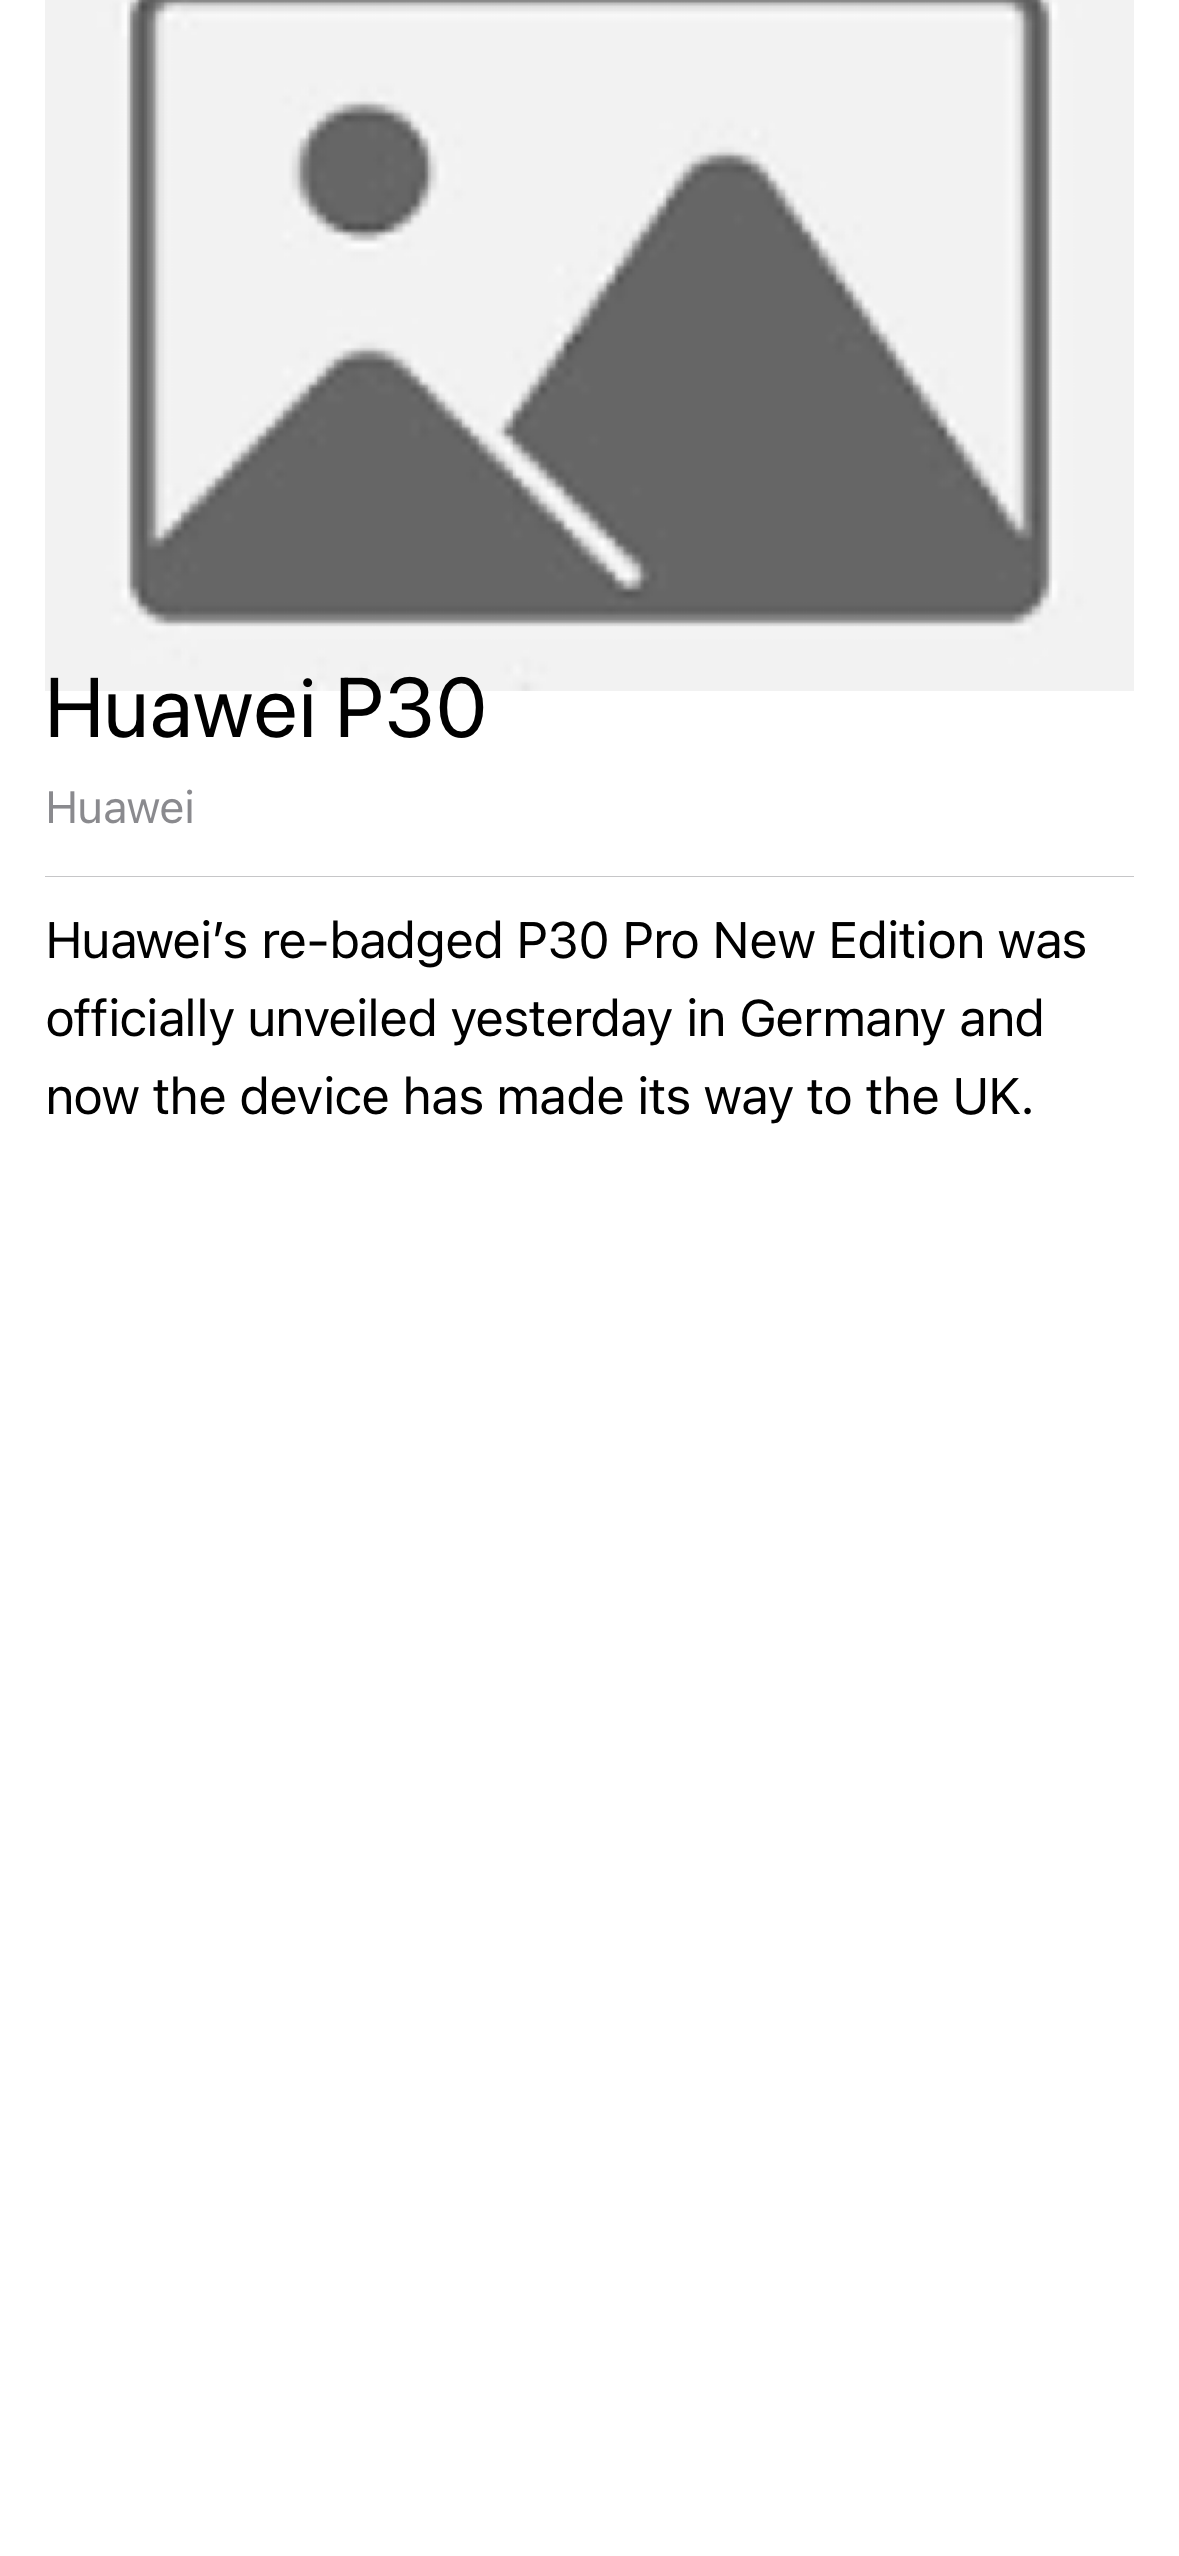 Huawei P30
Huawei
Huawei’s re-badged P30 Pro New Edition was
officially unveiled yesterday in Germany and
now the device has made its way to the UK.